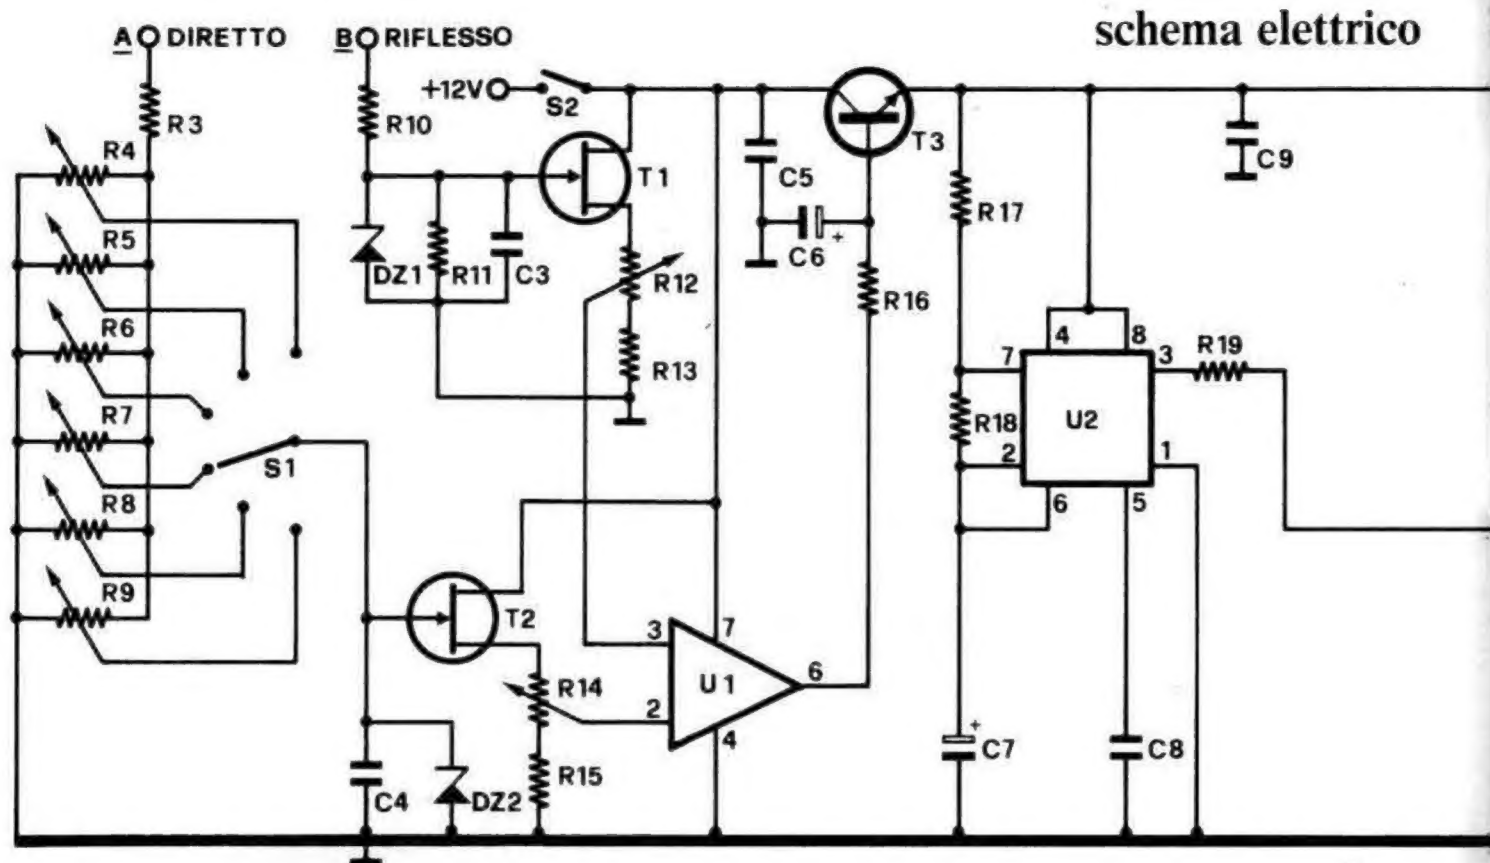 schema elettrico
A DIRETTO
B RIFLESSO
+12V
S2
R3
R10
T1
T3
C5
C9
R4
R17
R5
DZ1
R11
C3
R12
C6
+
R16
R6
4
8
R19
7
3
R13
R7
R18
U2
S1
2
1
R8
6
5
R9
T2
3
7
R14
U1
6
2
4
+
C7
C8
R15
C4
DZ2